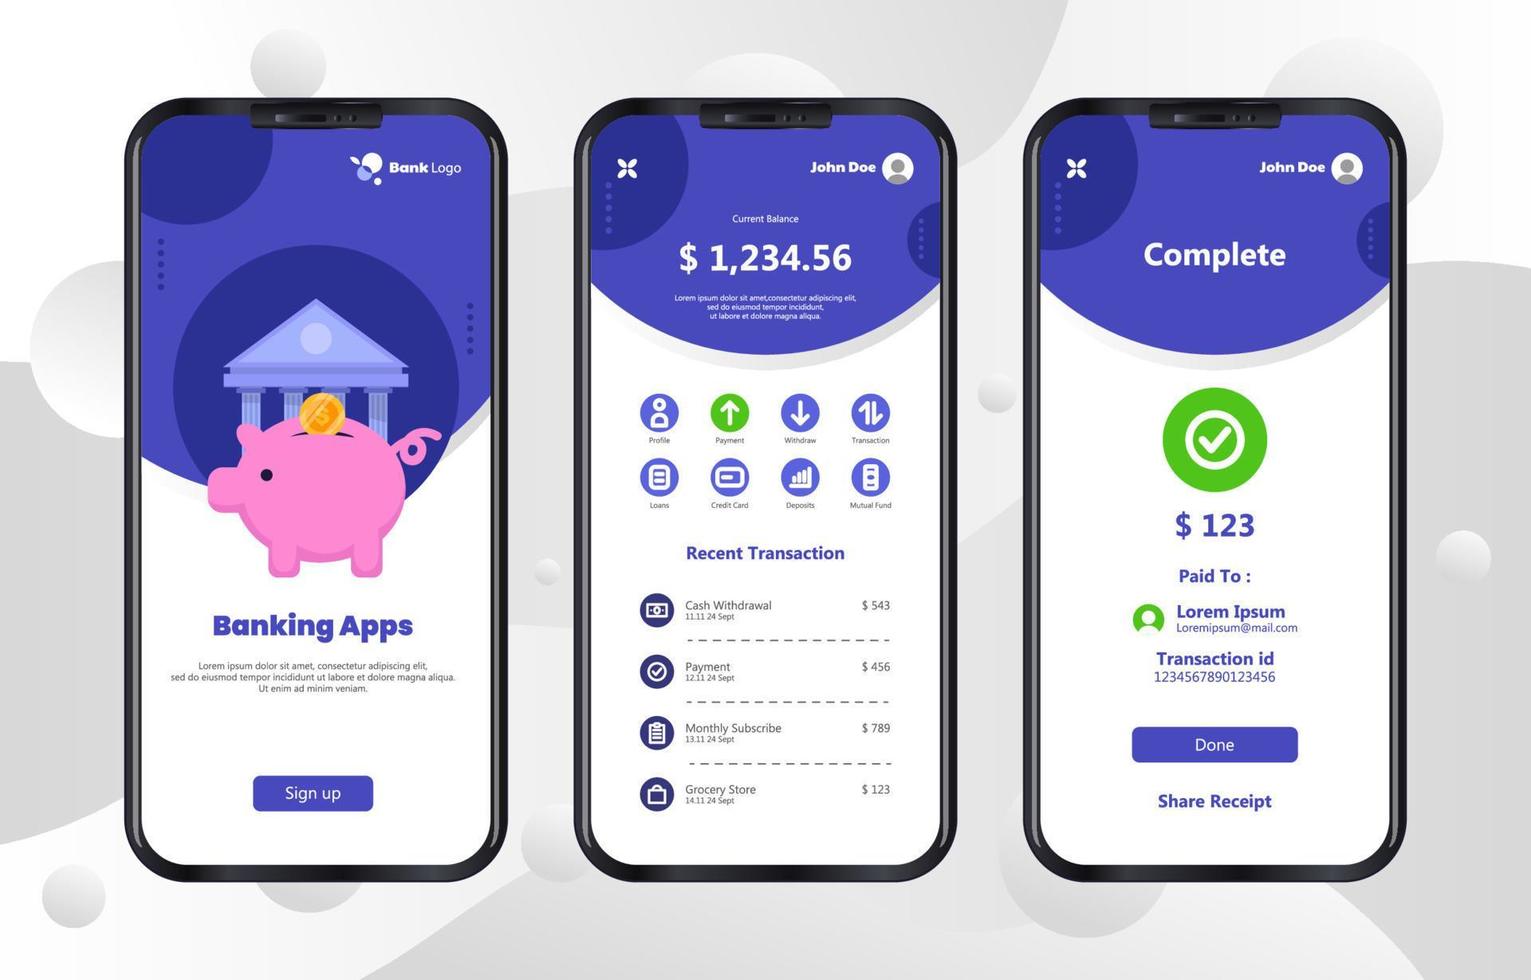 Bank Logo
Banking Apps
Lorem ipsum dolor sit amet, consectetur adipiscing elit,
sed do eiusmod tempor incididunt ut labore et dolore magna aliqua.
Ut enim ad minim veniam.
Sign up
John Doe
Current Balance
$ 1,234.56
Lorem ipsum dolor sit amet,consectetur adipiscing elit,
sed do eiusmod tempor incididunt,
ut labore et dolore magna aliqua.
Profile
Payment
Withdraw
Transaction
Loans
Credit Card
Deposits
Mutual Fund
Recent Transaction
Cash Withdrawal $ 543
11.11 24 Sept
Payment $ 456
12.11 24 Sept
Monthly Subscribe $ 789
13.11 24 Sept
Grocery Store $ 123
14.11 24 Sept
John Doe
Complete
$ 123
Paid To :
Lorem Ipsum
Loremipsum@mail.com
Transaction id
1234567890123456
Done
Share Receipt